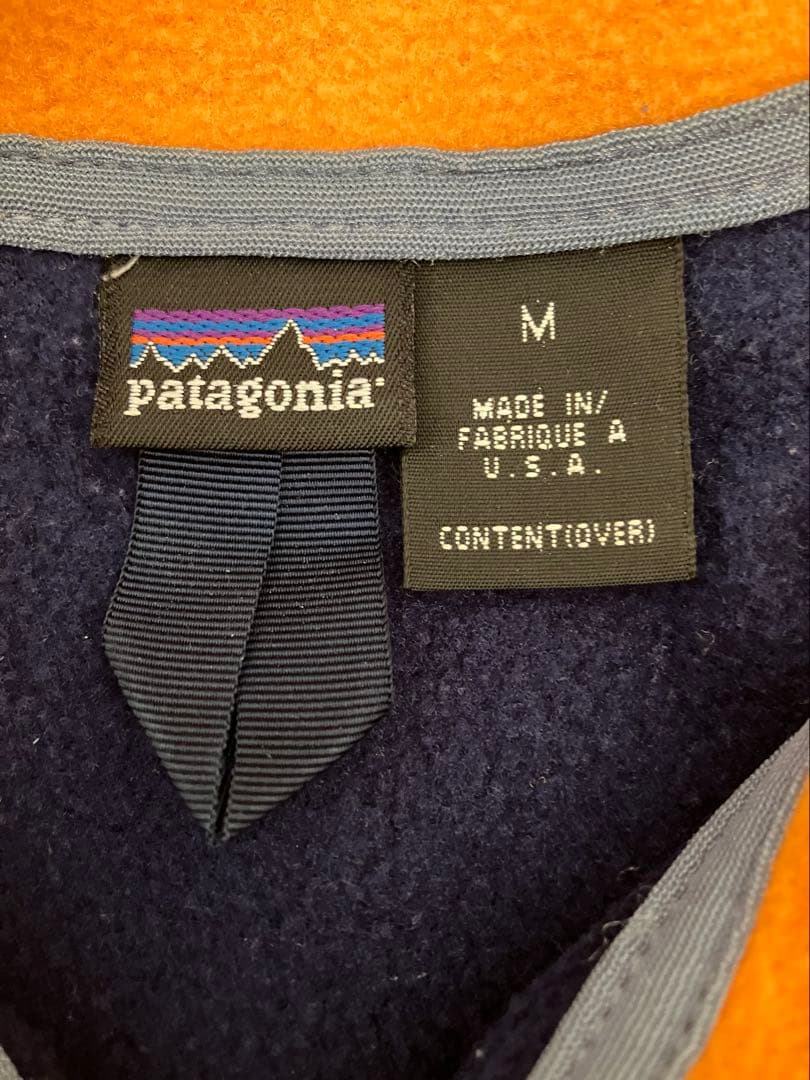 patagonia
M
MADE IN/
FABRIQUE A
U.S.A.
CONTENT(OVER)